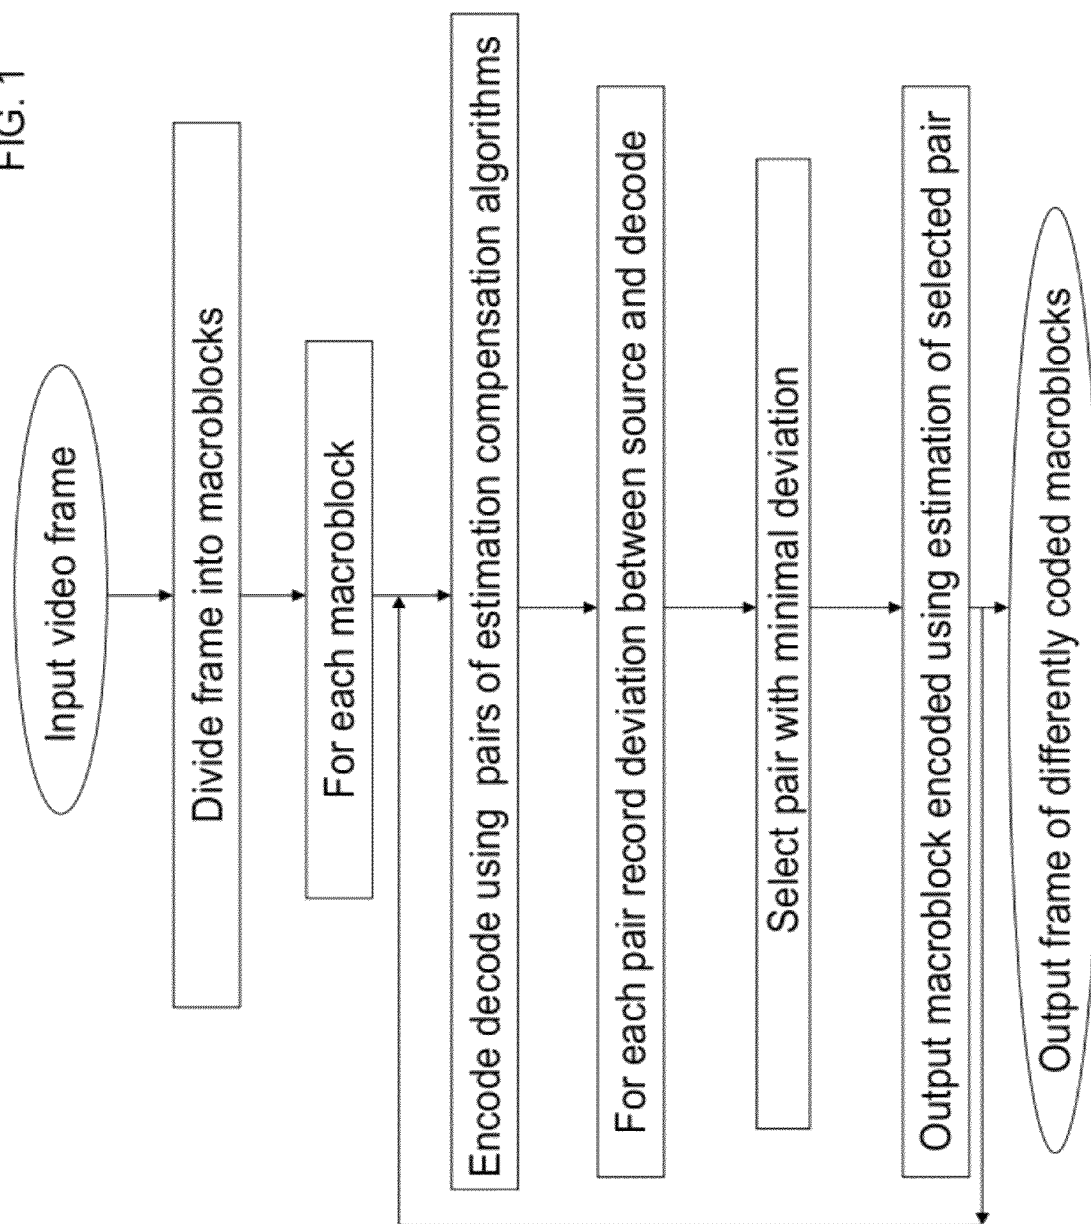 FIG. 1
Input video frame
Divide frame into macroblocks
For each macroblock
Encode decode using pairs of estimation compensation algorithms
For each pair record deviation between source and decode
Select pair with minimal deviation
Output macroblock encoded using estimation of selected pair
Output frame of differently coded macroblocks